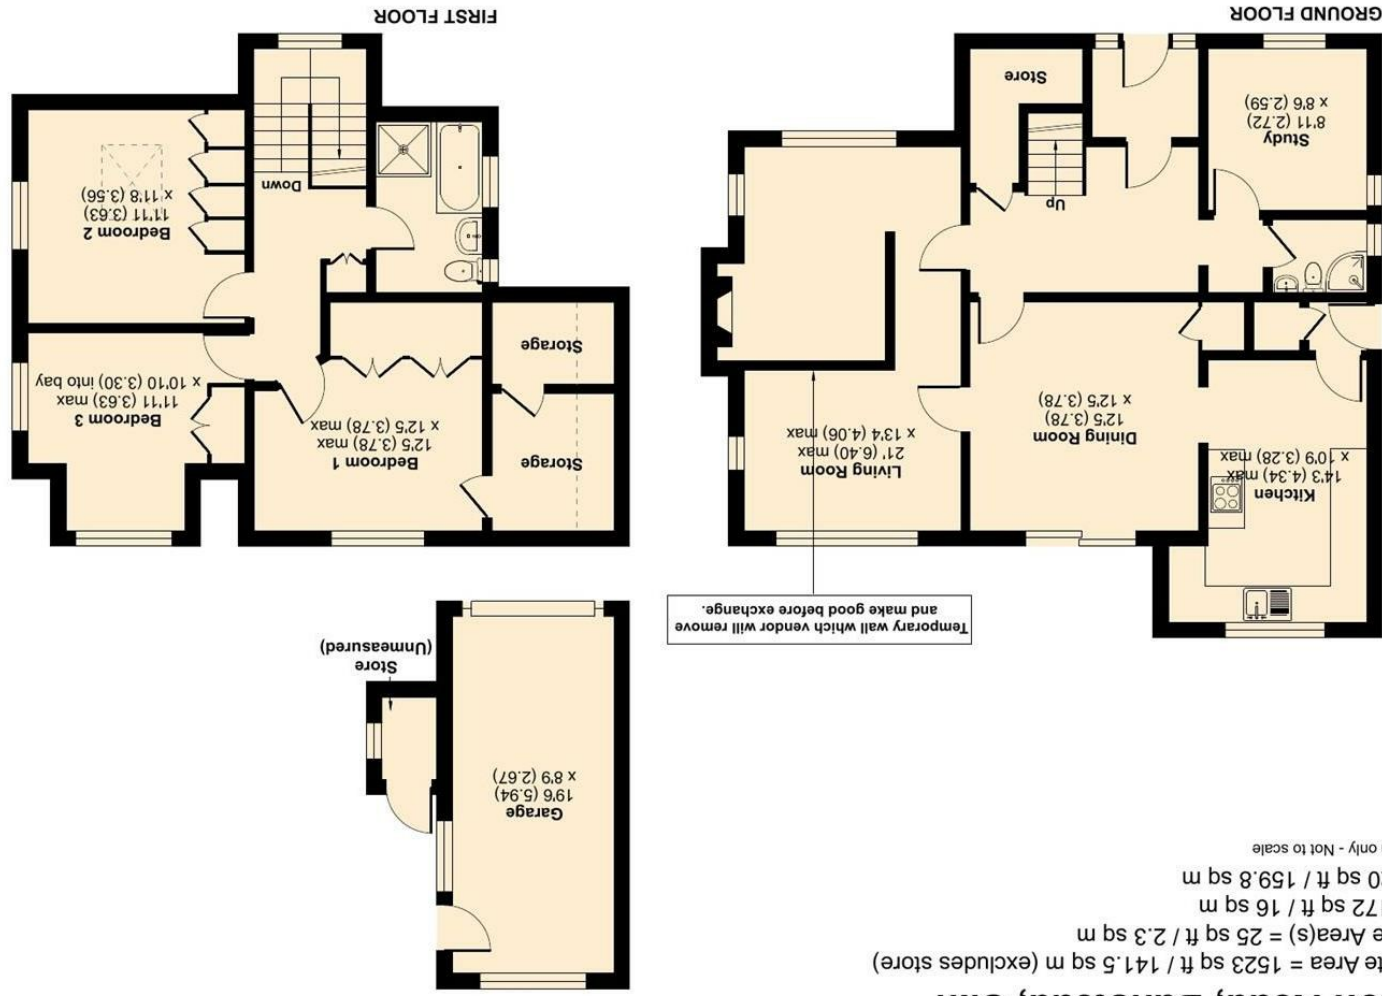 Road, Banstead,
te Area = 1523 sq ft / 141.5 sq m (excludes store)
e Area(s) = 25 sq ft / 2.3 sq m
72 sq ft / 16 sq m
0 sq ft / 159.8 sq m
only - Not to scale
Garage
19'6 (5.94)
x 8'9 (2.67)
Store
(Unmeasured)
Temporary wall which vendor will remove
and make good before exchange.
Kitchen
14'3 (4.34) max
x 10'9 (3.28) max
Dining Room
12'5 (3.78)
x 12'5 (3.78)
Living Room
21' (6.40) max
x 13'4 (4.06) max
Up
Study
8'11 (2.72)
x 8'6 (2.59)
Store
GROUND FLOOR
Storage
Storage
Bedroom 1
12'5 (3.78) max
x 12'5 (3.78) max
Bedroom 3
11'11 (3.63) max
x 10'10 (3.30) into bay
Bedroom 2
11'11 (3.63)
x 11'8 (3.56)
Down
FIRST FLOOR